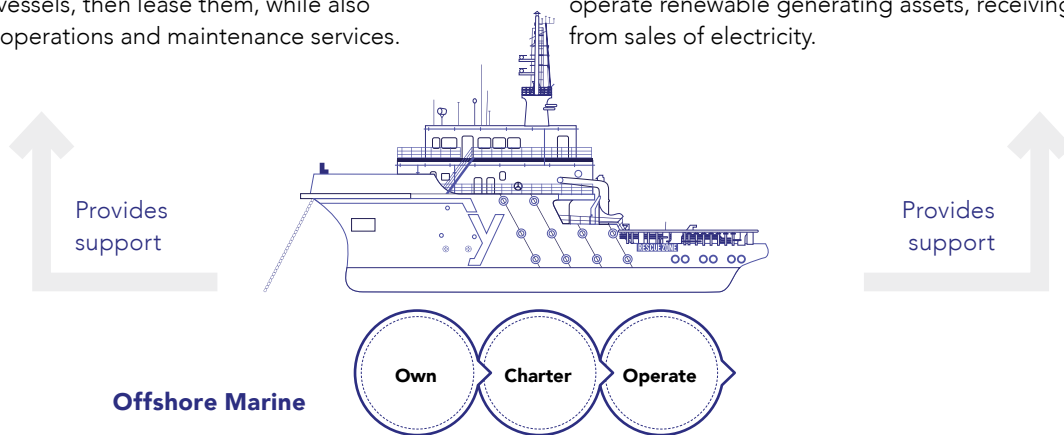 vessels, then lease them, while also
operations and maintenance services.
operate renewable generating assets, receiving
from sales of electricity.
Provides
support
Provides
support
RESCUE ZONE
Own
Charter
Operate
Offshore Marine